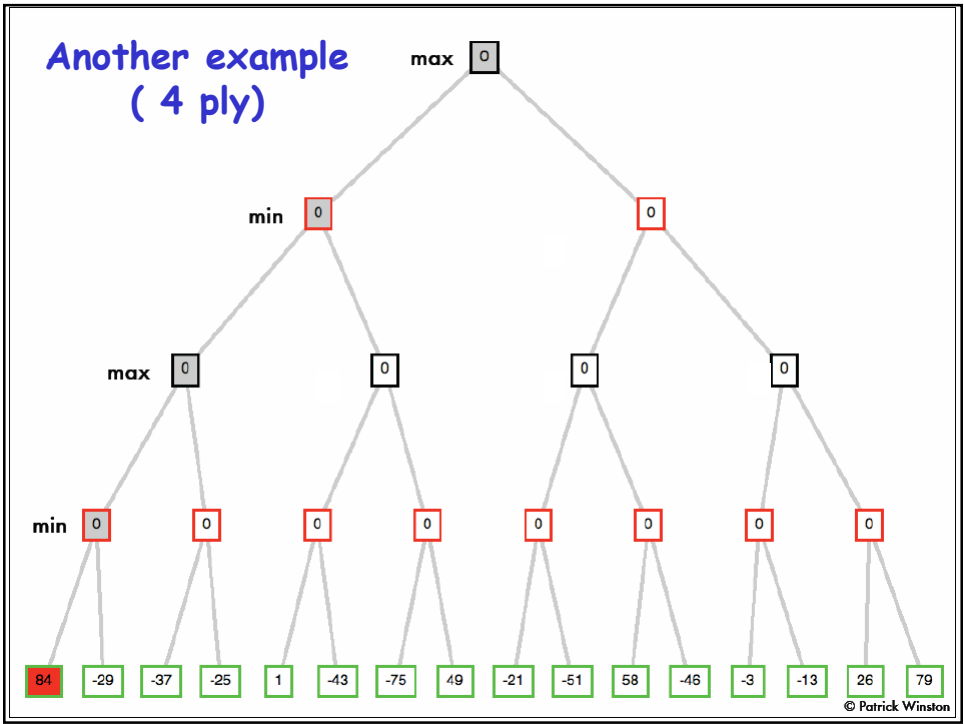 Another example
( 4 ply)
max 0
min 0 0
max 0 0 0 0
min 0 0 0 0 0 0 0 0
84 -29 -37 -25 1 -43 -75 49 -21 -51 58 -46 -3 -13 26 79
© Patrick Winston